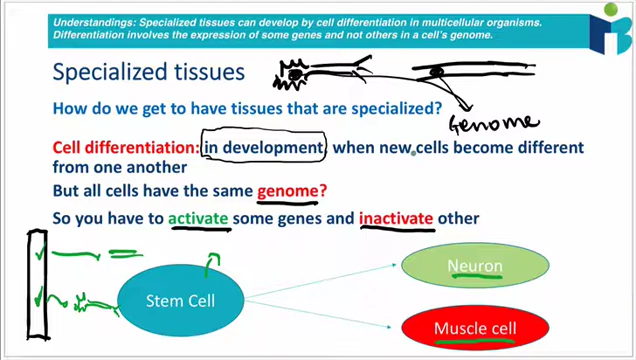 Understandings: Specialized tissues can develop by cell differentiation in multicellular organisms.
Differentiation involves the expression of some genes and not others in a cell's genome.
Specialized tissues
How do we get to have tissues that are specialized?
Genome
Cell differentiation: in development, when new cells become different
from one another
But all cells have the same genome?
So you have to activate some genes and inactivate other
Stem Cell
Neuron
Muscle cell